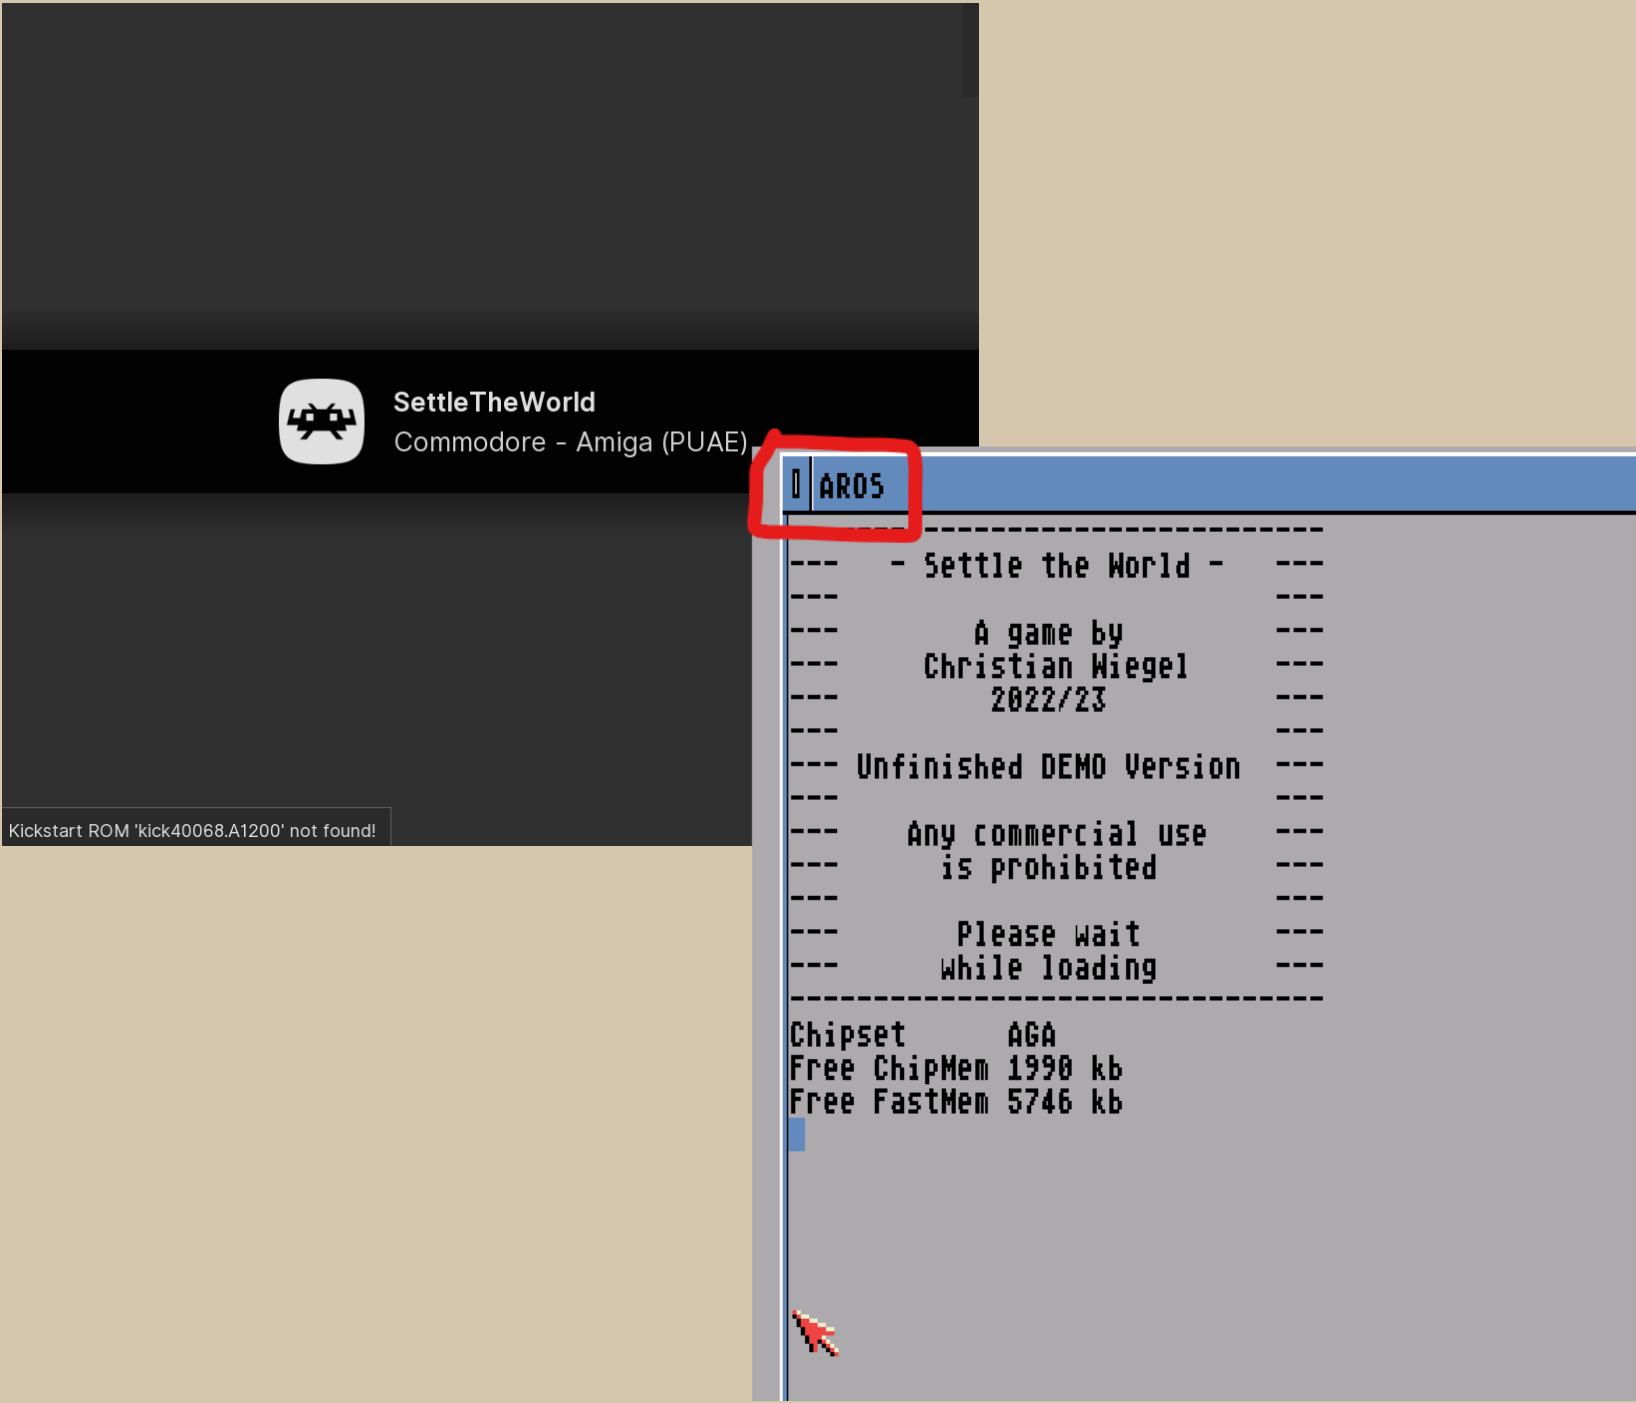 SettleTheWorld
Commodore - Amiga (PUAE)
Kickstart ROM 'kick40068.A1200' not found!
AROS
--- - Settle the World - ---
--- ---
--- A game by ---
--- Christian Wiegel ---
--- 2022/23 ---
--- ---
--- Unfinished DEMO Version ---
--- ---
--- Any commercial use ---
--- is prohibited ---
--- ---
--- Please wait ---
--- while loading ---
--------------------------------
Chipset AGA
Free ChipMem 1990 kb
Free FastMem 5746 kb